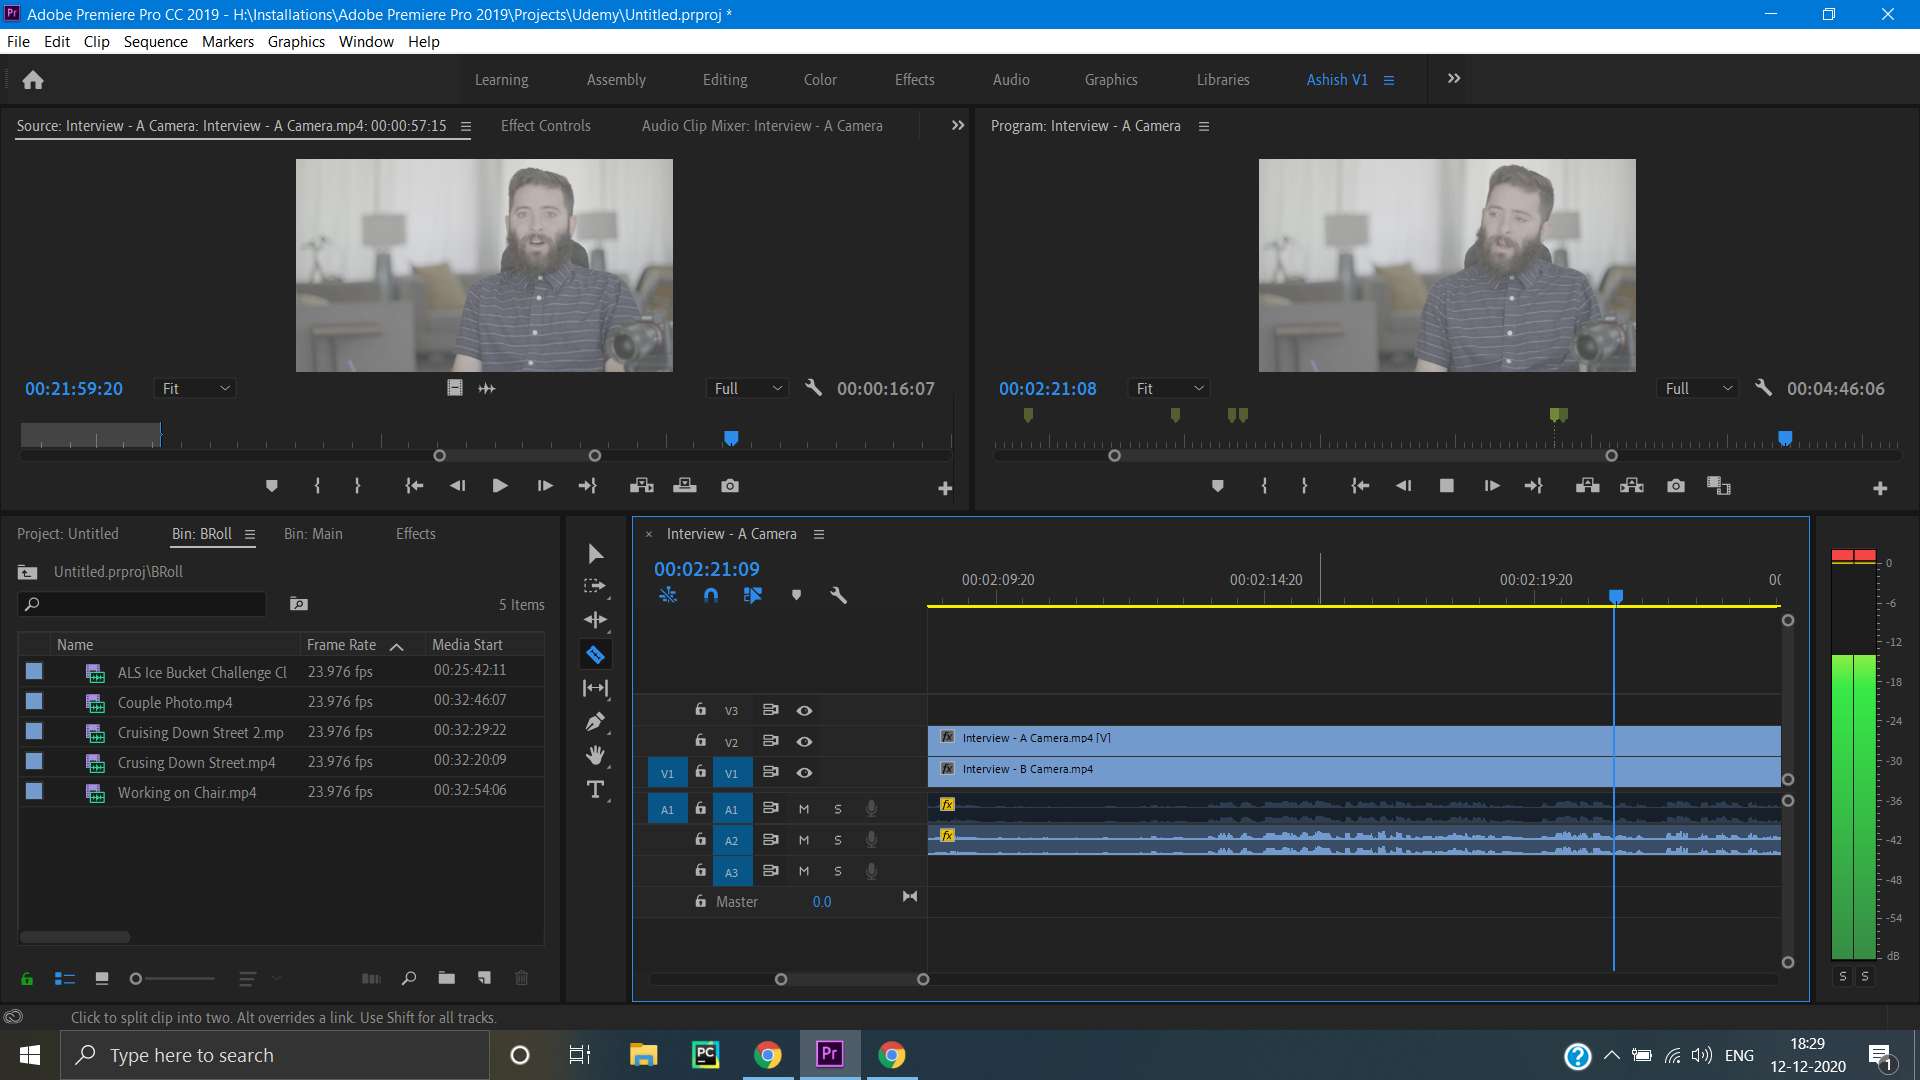 Adobe Premiere Pro CC 2019 - H:\Installations\Adobe Premiere Pro 2019\Projects\Udemy\Untitled.prproj *
File Edit Clip Sequence Markers Graphics Window Help
Learning Assembly Editing Color Effects Audio Graphics Libraries Ashish V1
Source: Interview - A Camera: Interview - A Camera.mp4: 00:00:57:15 Effect Controls Audio Clip Mixer: Interview - A Camera
Program: Interview - A Camera
00:21:59:20 Fit Full 00:00:16:07
00:02:21:08 Fit Full 00:04:46:06
Project: Untitled Bin: BRoll Bin: Main Effects
Untitled.prproj\BRoll
5 Items
Name Frame Rate Media Start
ALS Ice Bucket Challenge Cl 23.976 fps 00:25:42:11
Couple Photo.mp4 23.976 fps 00:32:46:07
Cruising Down Street 2.mp 23.976 fps 00:32:29:22
Crusing Down Street.mp4 23.976 fps 00:32:20:09
Working on Chair.mp4 23.976 fps 00:32:54:06
Interview - A Camera
00:02:21:09
00:02:09:20 00:02:14:20 00:02:19:20 00
V3
V2 fx Interview - A Camera.mp4 [V]
V1 V1 fx Interview - B Camera.mp4
A1 A1 M S fx
A2 M S fx
A3 M S
Master 0.0
0
-6
-12
-18
-24
-30
-36
-42
-48
-54
dB
S S
Click to split clip into two. Alt overrides a link. Use Shift for all tracks.
Type here to search
PC
Pr
ENG
18:29
12-12-2020
1